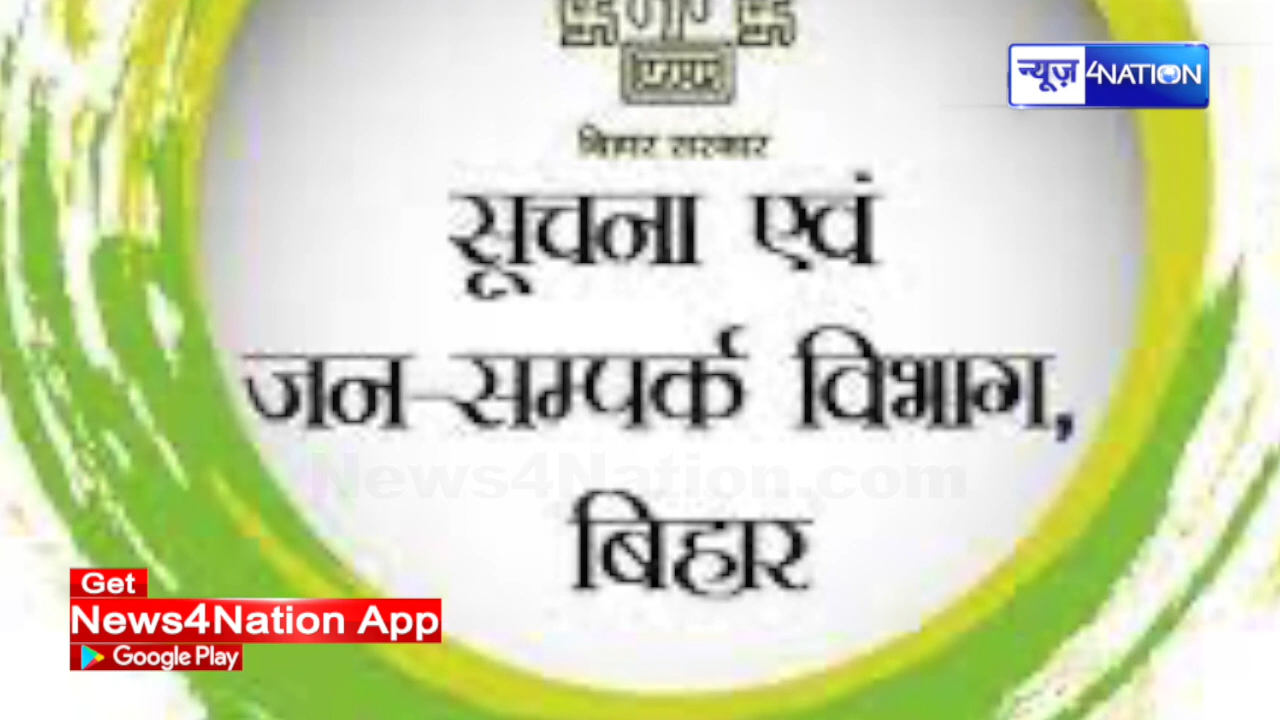 न्यूज़ 4NATION
बिहार सरकार
सूचना एवं
जन-सम्पर्क विभाग,
News4Nation.com
बिहार
Get
News4Nation App
Google Play